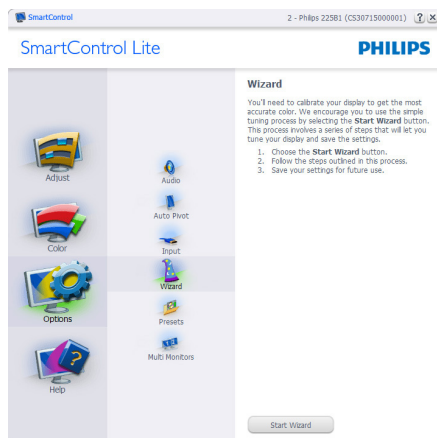 SmartControl
2 - Philips 225B1 (CS30715000001)
SmartControl Lite
PHILIPS
Adjust
Color
Options
Help
Audio
Auto Pivot
Input
Wizard
Presets
Multi Monitors
Wizard
You'll need to calibrate your display to get the most
accurate color. We encourage you to use the simple
tuning process by selecting the Start Wizard button.
This process involves a series of steps that will let you
tune your display and save the settings.
1. Choose the Start Wizard button.
2. Follow the steps outlined in this process.
3. Save your settings for future use.
Start Wizard